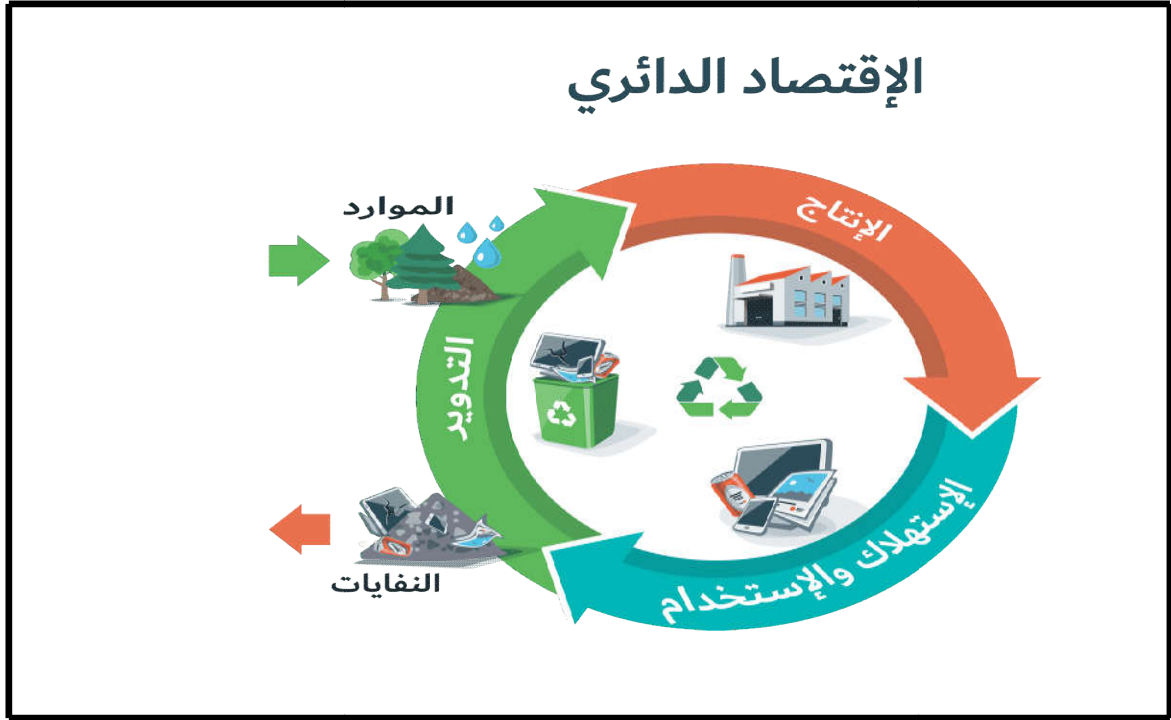 الإقتصاد الدائري
الموارد
الإنتاج
التدوير
الإستهلاك والإستخدام
النفايات